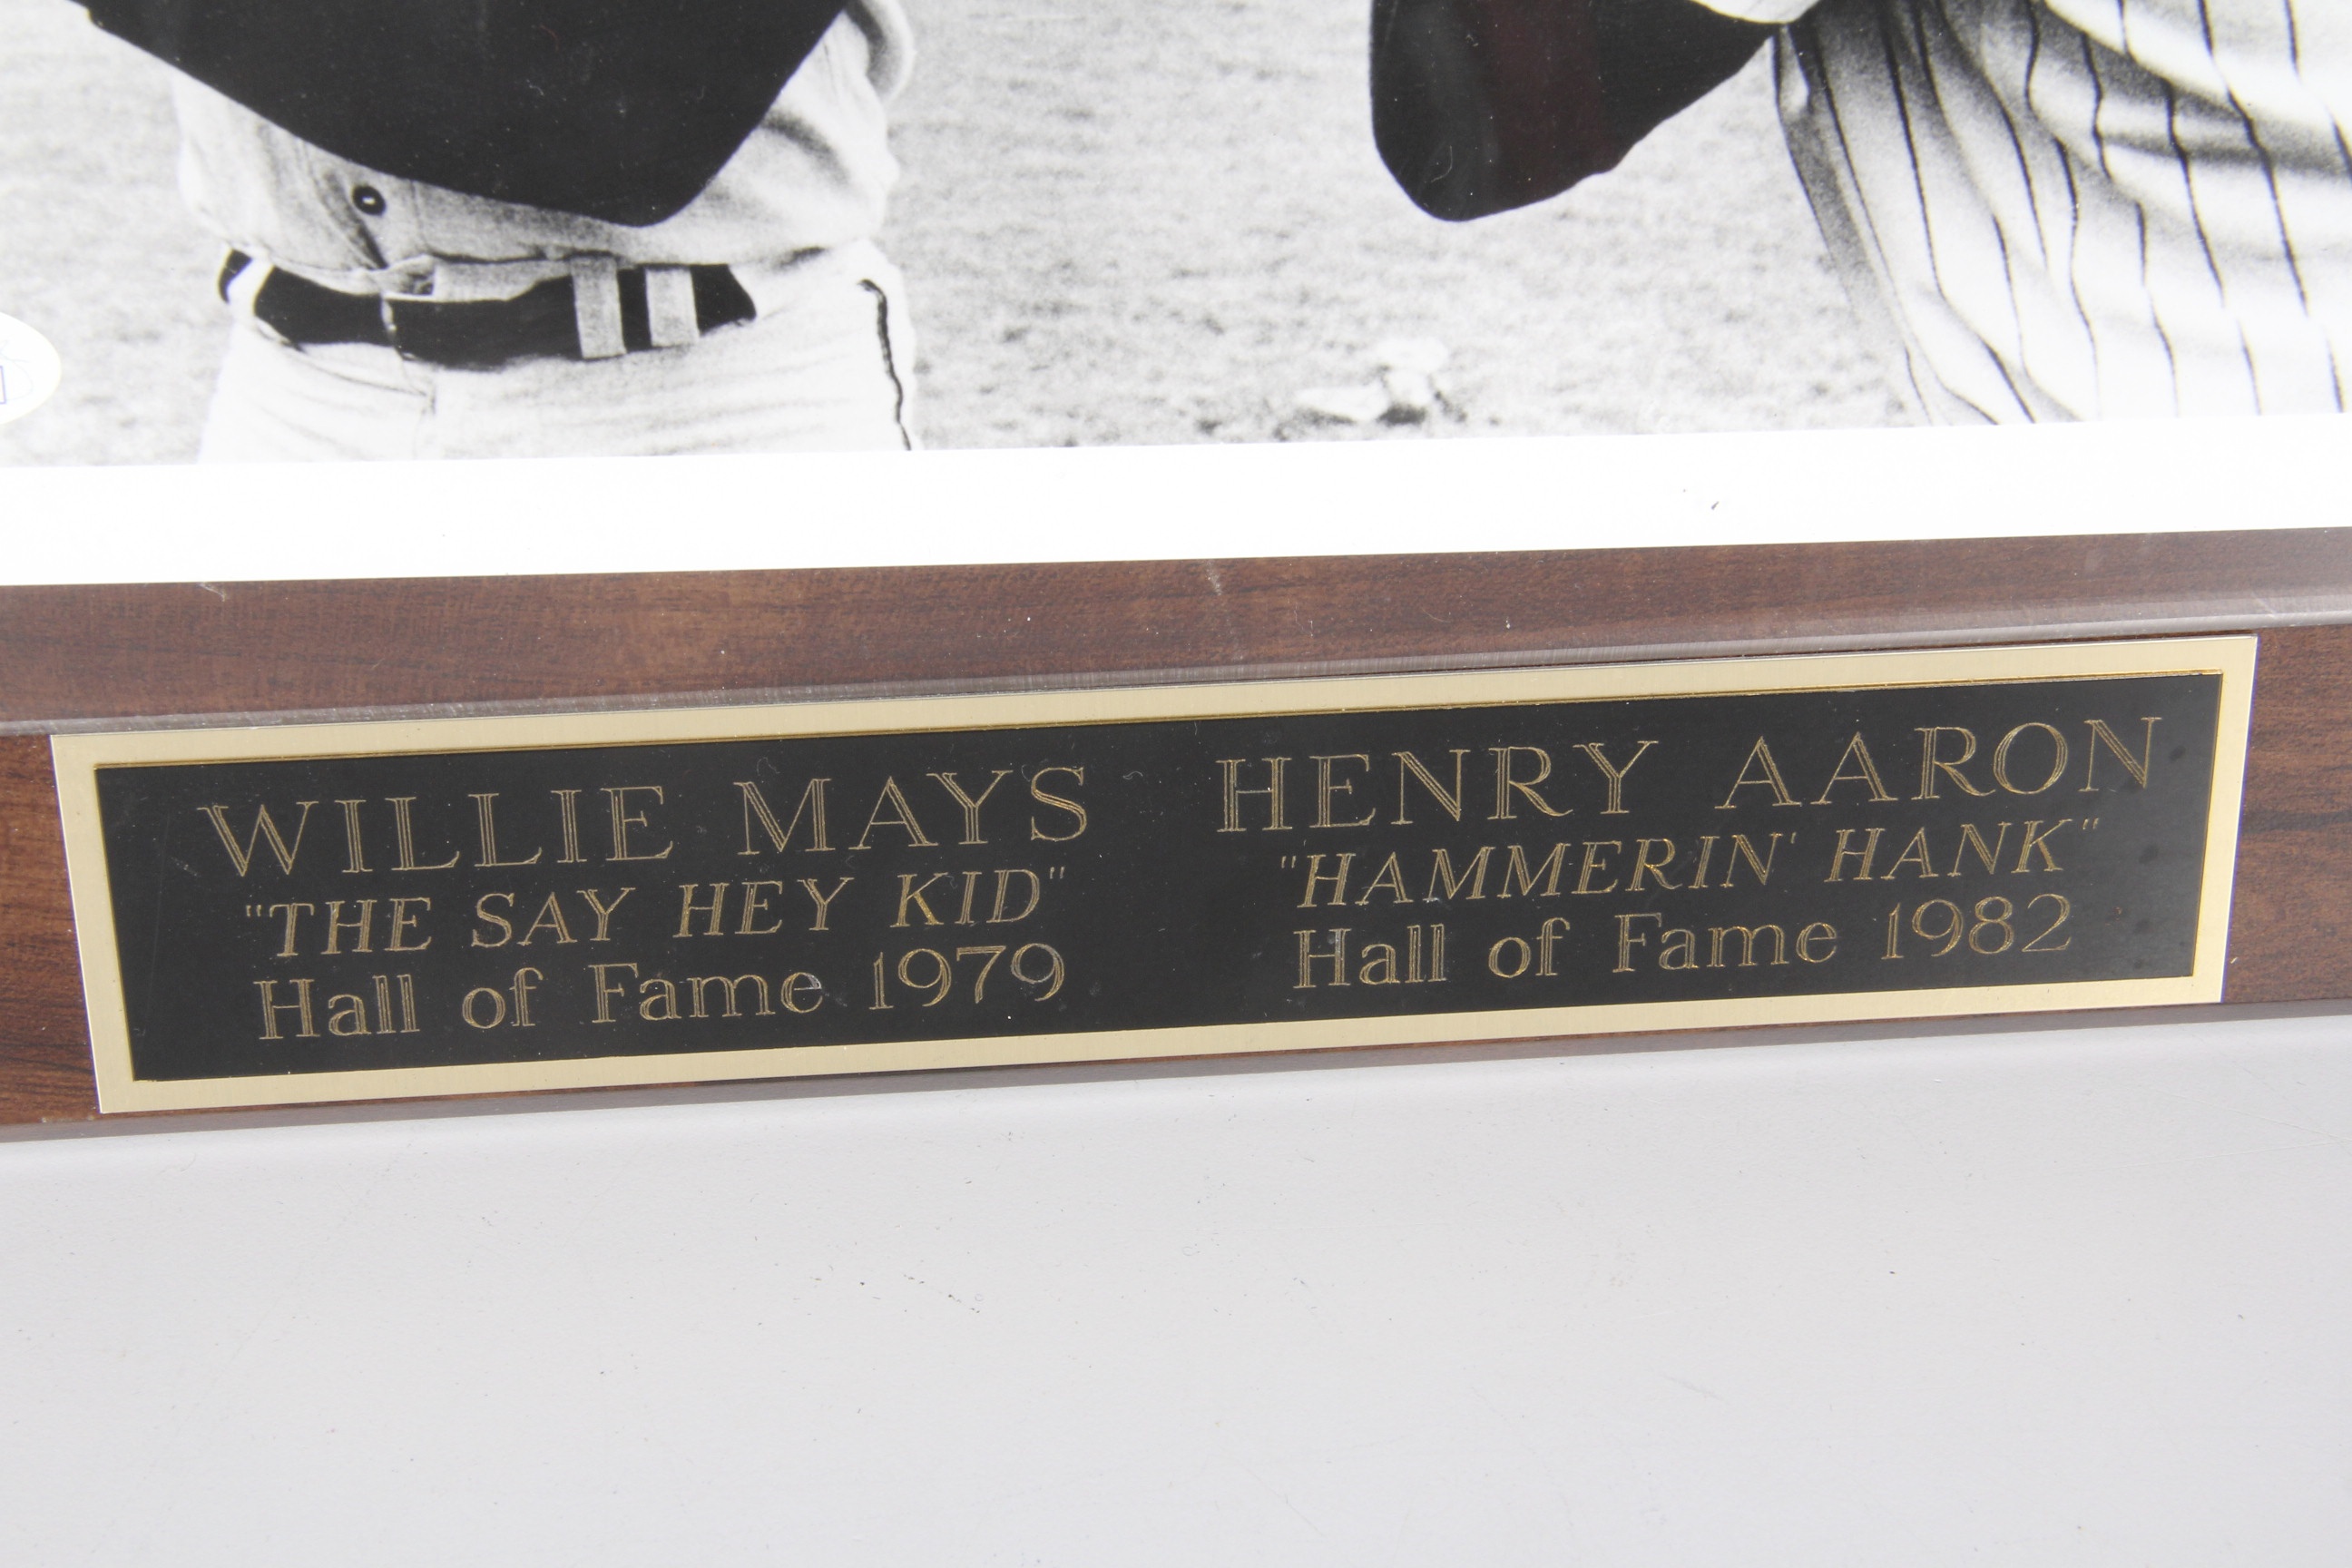 WILLIE MAYS
"THE SAY HEY KID"
Hall of Fame 1979
HENRY AARON
"HAMMERIN' HANK"
Hall of Fame 1982